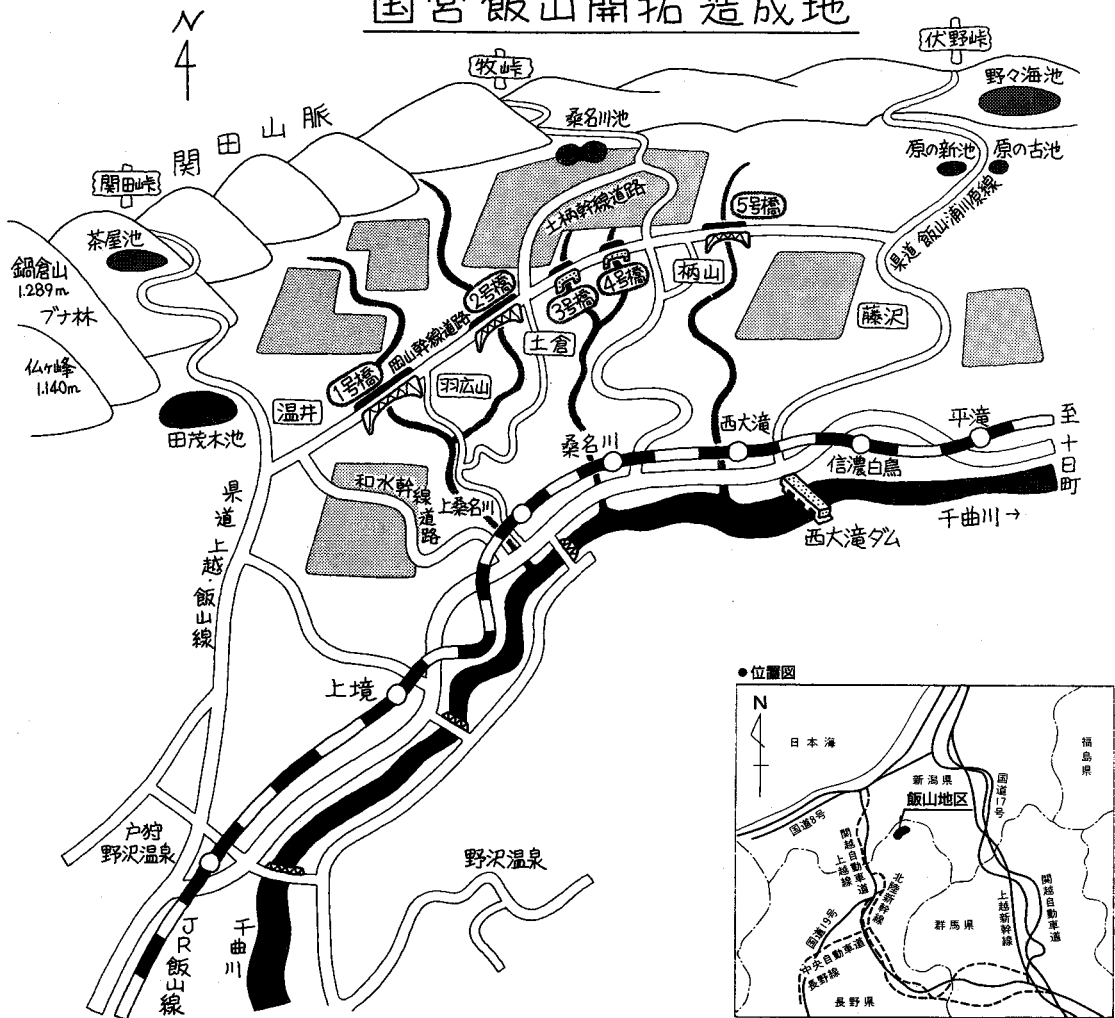 国営飯山開拓造成地
N
伏野峠
牧峠
野々海池
桑名川池
関田山脈
原の新池
原の古池
関田峠
5号橋
土柄幹線道路
県道 飯山・浦川原線
茶屋池
鍋倉山
1.289m
ブナ林
2号橋
3号橋
4号橋
柄山
藤沢
岡山幹線道路
土倉
仏ヶ峰
1.140m
1号橋
羽広山
温井
田茂木池
桑名川
西大滝
信濃白鳥
平滝
至十日町
和水幹線道路
上桑名川
千曲川→
西大滝ダム
県道 上越・飯山線
上境
戸狩
野沢温泉
野沢温泉
JR飯山線
千曲川
●位置図
N
日本海
新潟県
福島県
国道17号
飯山地区
国道8号
関越自動車道
上越線
北陸新幹線
国道19号
群馬県
上越新幹線
関越自動車道
中央自動車道
長野線
長野県